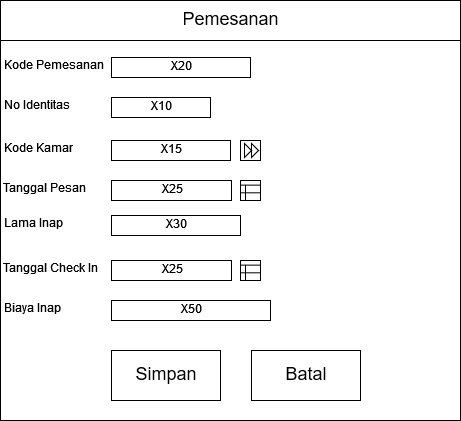 Pemesanan
Kode Pemesanan X20
No Identitas X10
Kode Kamar X15
Tanggal Pesan X25
Lama Inap X30
Tanggal Check In X25
Biaya Inap X50
Simpan Batal